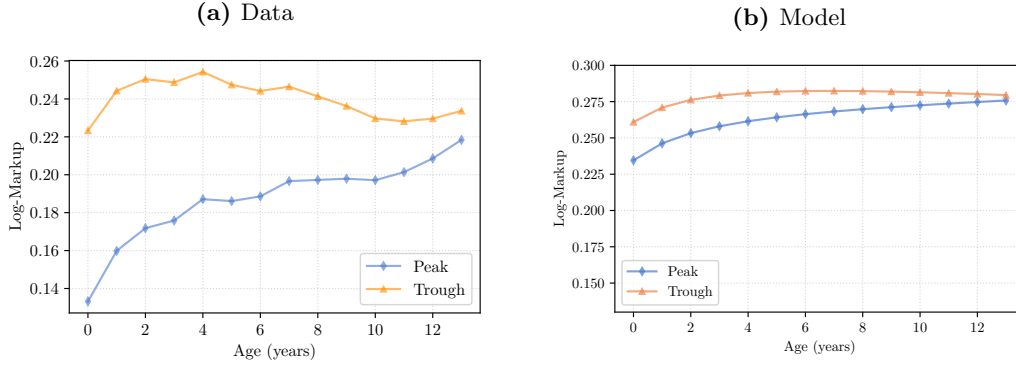 (a) Data
0.26
0.24
0.22
0.20
0.18
0.16
0.14
Log-Markup
0 2 4 6 8 10 12
Age (years)
Peak
Trough
(b) Model
0.300
0.275
0.250
0.225
0.200
0.175
0.150
Log-Markup
0 2 4 6 8 10 12
Age (years)
Peak
Trough